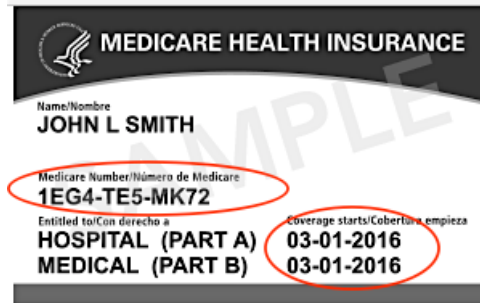 MEDICARE HEALTH INSURANCE
Name/Nombre
JOHN L SMITH
Medicare Number/Número de Medicare
1EG4-TE5-MK72
Entitled to/Con derecho a Coverage starts/Cobertura empieza
HOSPITAL (PART A) 03-01-2016
MEDICAL (PART B) 03-01-2016
SAMPLE